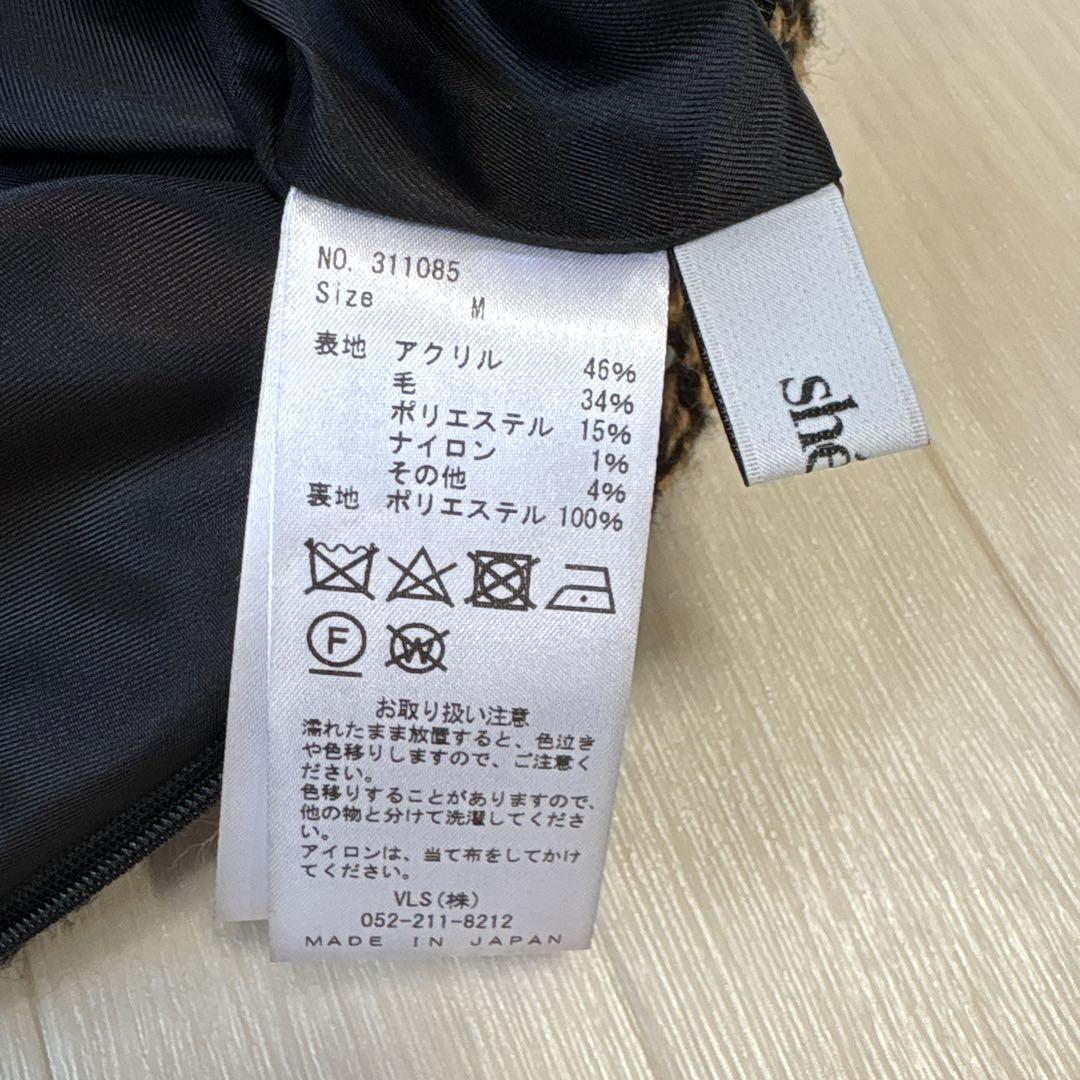 NO. 311085
Size M
表地 アクリル 46%
毛 34%
ポリエステル 15%
ナイロン 1%
その他 4%
裏地 ポリエステル 100%
F
W
お取り扱い注意
濡れたまま放置すると、色泣き
や色移りしますので、ご注意く
ださい。
色移りすることがありますので、
他の物と分けて洗濯してくださ
い。
アイロンは、当て布をしてかけ
てください。
VLS(株)
052-211-8212
MADE IN JAPAN
she